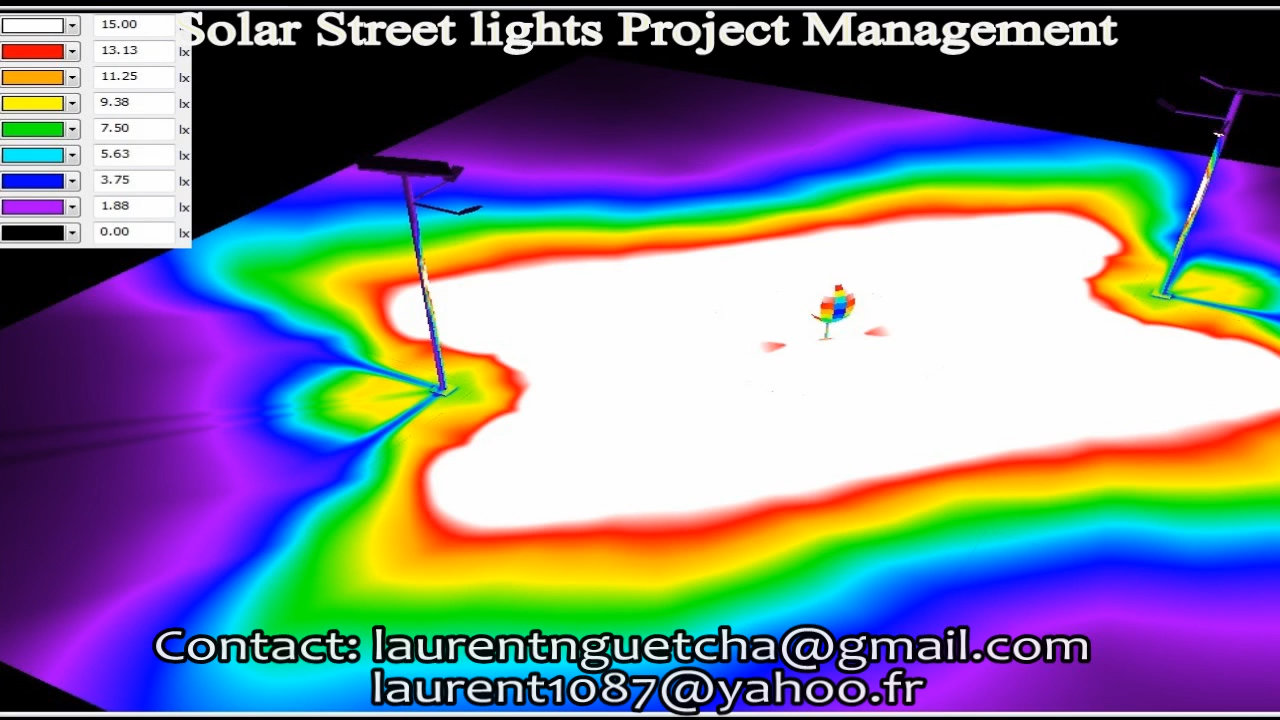 Solar Street lights Project Management
15.00
13.13 lx
11.25 lx
9.38 lx
7.50 lx
5.63 lx
3.75 lx
1.88 lx
0.00 lx
Contact: laurentnguetcha@gmail.com
laurent1087@yahoo.fr